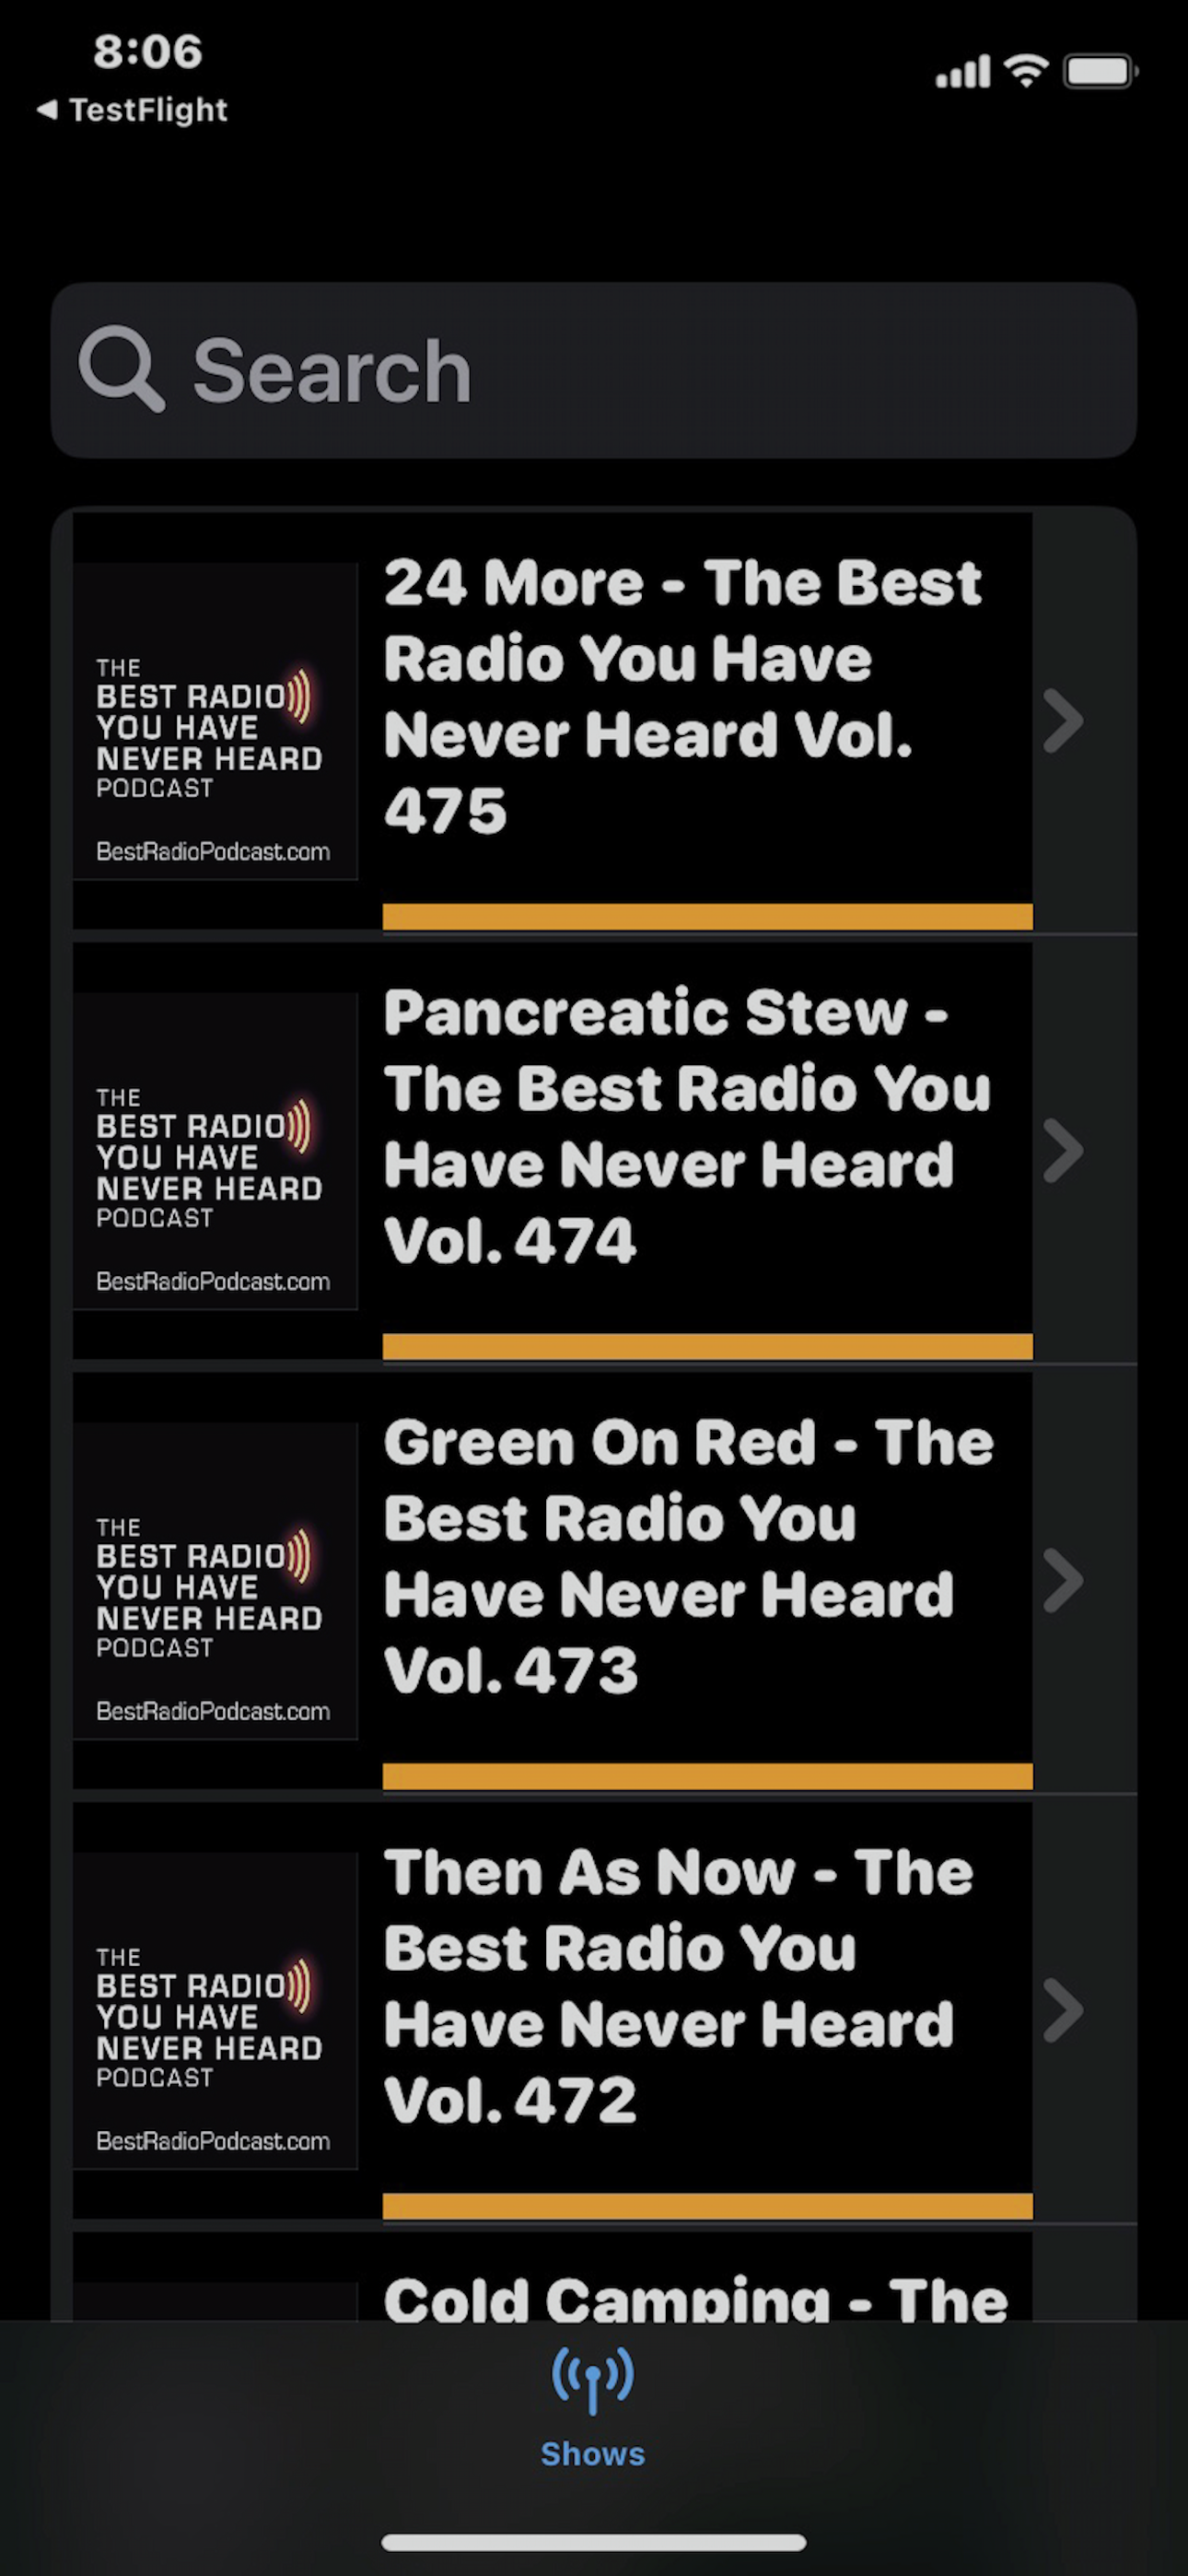 8:06
◀ TestFlight
Search
THE
BEST RADIO
YOU HAVE
NEVER HEARD
PODCAST
BestRadioPodcast.com
24 More - The Best
Radio You Have
Never Heard Vol.
475
THE
BEST RADIO
YOU HAVE
NEVER HEARD
PODCAST
BestRadioPodcast.com
Pancreatic Stew -
The Best Radio You
Have Never Heard
Vol. 474
THE
BEST RADIO
YOU HAVE
NEVER HEARD
PODCAST
BestRadioPodcast.com
Green On Red - The
Best Radio You
Have Never Heard
Vol. 473
THE
BEST RADIO
YOU HAVE
NEVER HEARD
PODCAST
BestRadioPodcast.com
Then As Now - The
Best Radio You
Have Never Heard
Vol. 472
Cold Camping - The
Shows